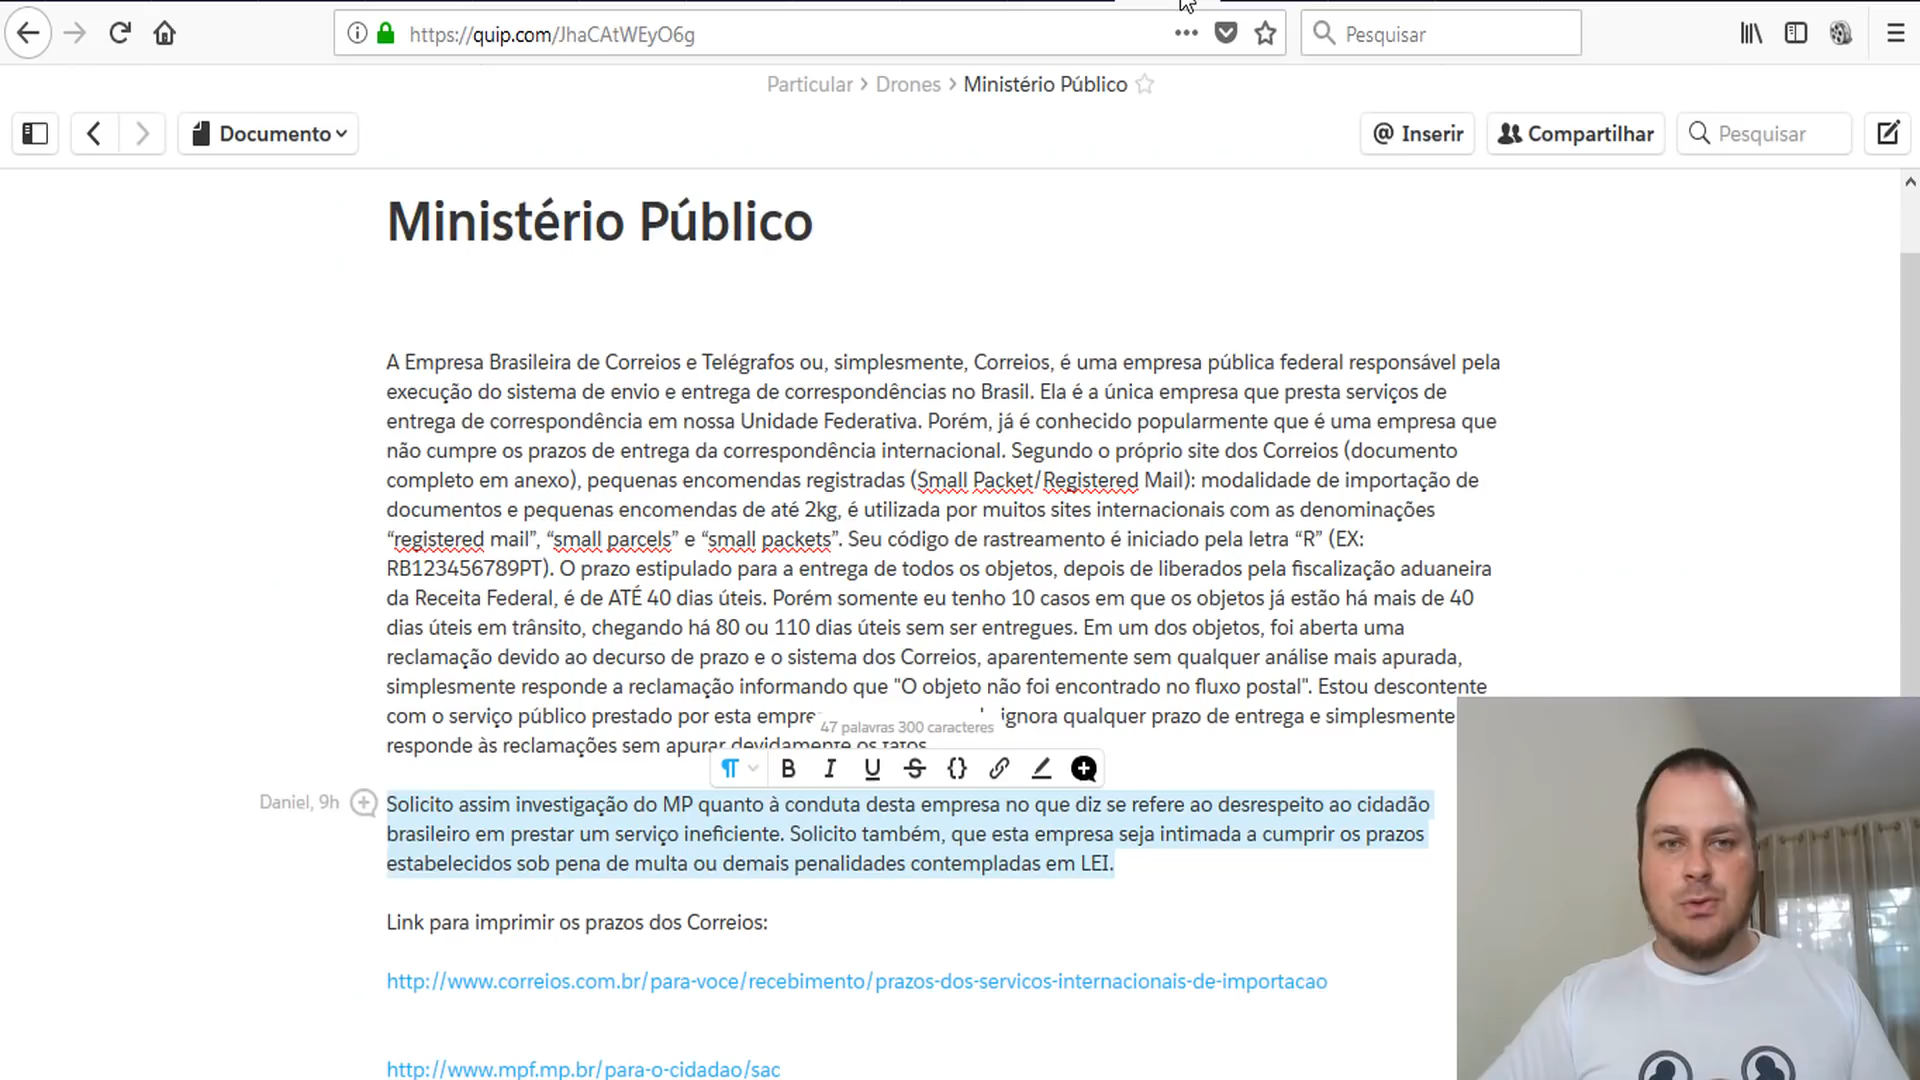 https://quip.com/JhaCAtWEyO6g
Pesquisar
Particular > Drones > Ministério Público
Documento
@ Inserir
Compartilhar
Pesquisar
Ministério Público
A Empresa Brasileira de Correios e Telégrafos ou, simplesmente, Correios, é uma empresa pública federal responsável pela
execução do sistema de envio e entrega de correspondências no Brasil. Ela é a única empresa que presta serviços de
entrega de correspondência em nossa Unidade Federativa. Porém, já é conhecido popularmente que é uma empresa que
não cumpre os prazos de entrega da correspondência internacional. Segundo o próprio site dos Correios (documento
completo em anexo), pequenas encomendas registradas (Small Packet/Registered Mail): modalidade de importação de
documentos e pequenas encomendas de até 2kg, é utilizada por muitos sites internacionais com as denominações
“registered mail”, “small parcels” e “small packets”. Seu código de rastreamento é iniciado pela letra “R” (EX:
RB123456789PT). O prazo estipulado para a entrega de todos os objetos, depois de liberados pela fiscalização aduaneira
da Receita Federal, é de ATÉ 40 dias úteis. Porém somente eu tenho 10 casos em que os objetos já estão há mais de 40
dias úteis em trânsito, chegando há 80 ou 110 dias úteis sem ser entregues. Em um dos objetos, foi aberta uma
reclamação devido ao decurso de prazo e o sistema dos Correios, aparentemente sem qualquer análise mais apurada,
simplesmente responde a reclamação informando que "O objeto não foi encontrado no fluxo postal". Estou descontente
com o serviço público prestado por esta ignora qualquer prazo de entrega e simplesmente
47 palavras 300 caracteres
responde às reclamações sem apurar devidamente os fatos.
B I U S {}
Daniel, 9h
Solicito assim investigação do MP quanto à conduta desta empresa no que diz se refere ao desrespeito ao cidadão
brasileiro em prestar um serviço ineficiente. Solicito também, que esta empresa seja intimada a cumprir os prazos
estabelecidos sob pena de multa ou demais penalidades contempladas em LEI.
Link para imprimir os prazos dos Correios:
http://www.correios.com.br/para-voce/recebimento/prazos-dos-servicos-internacionais-de-importacao
http://www.mpf.mp.br/para-o-cidadao/sac